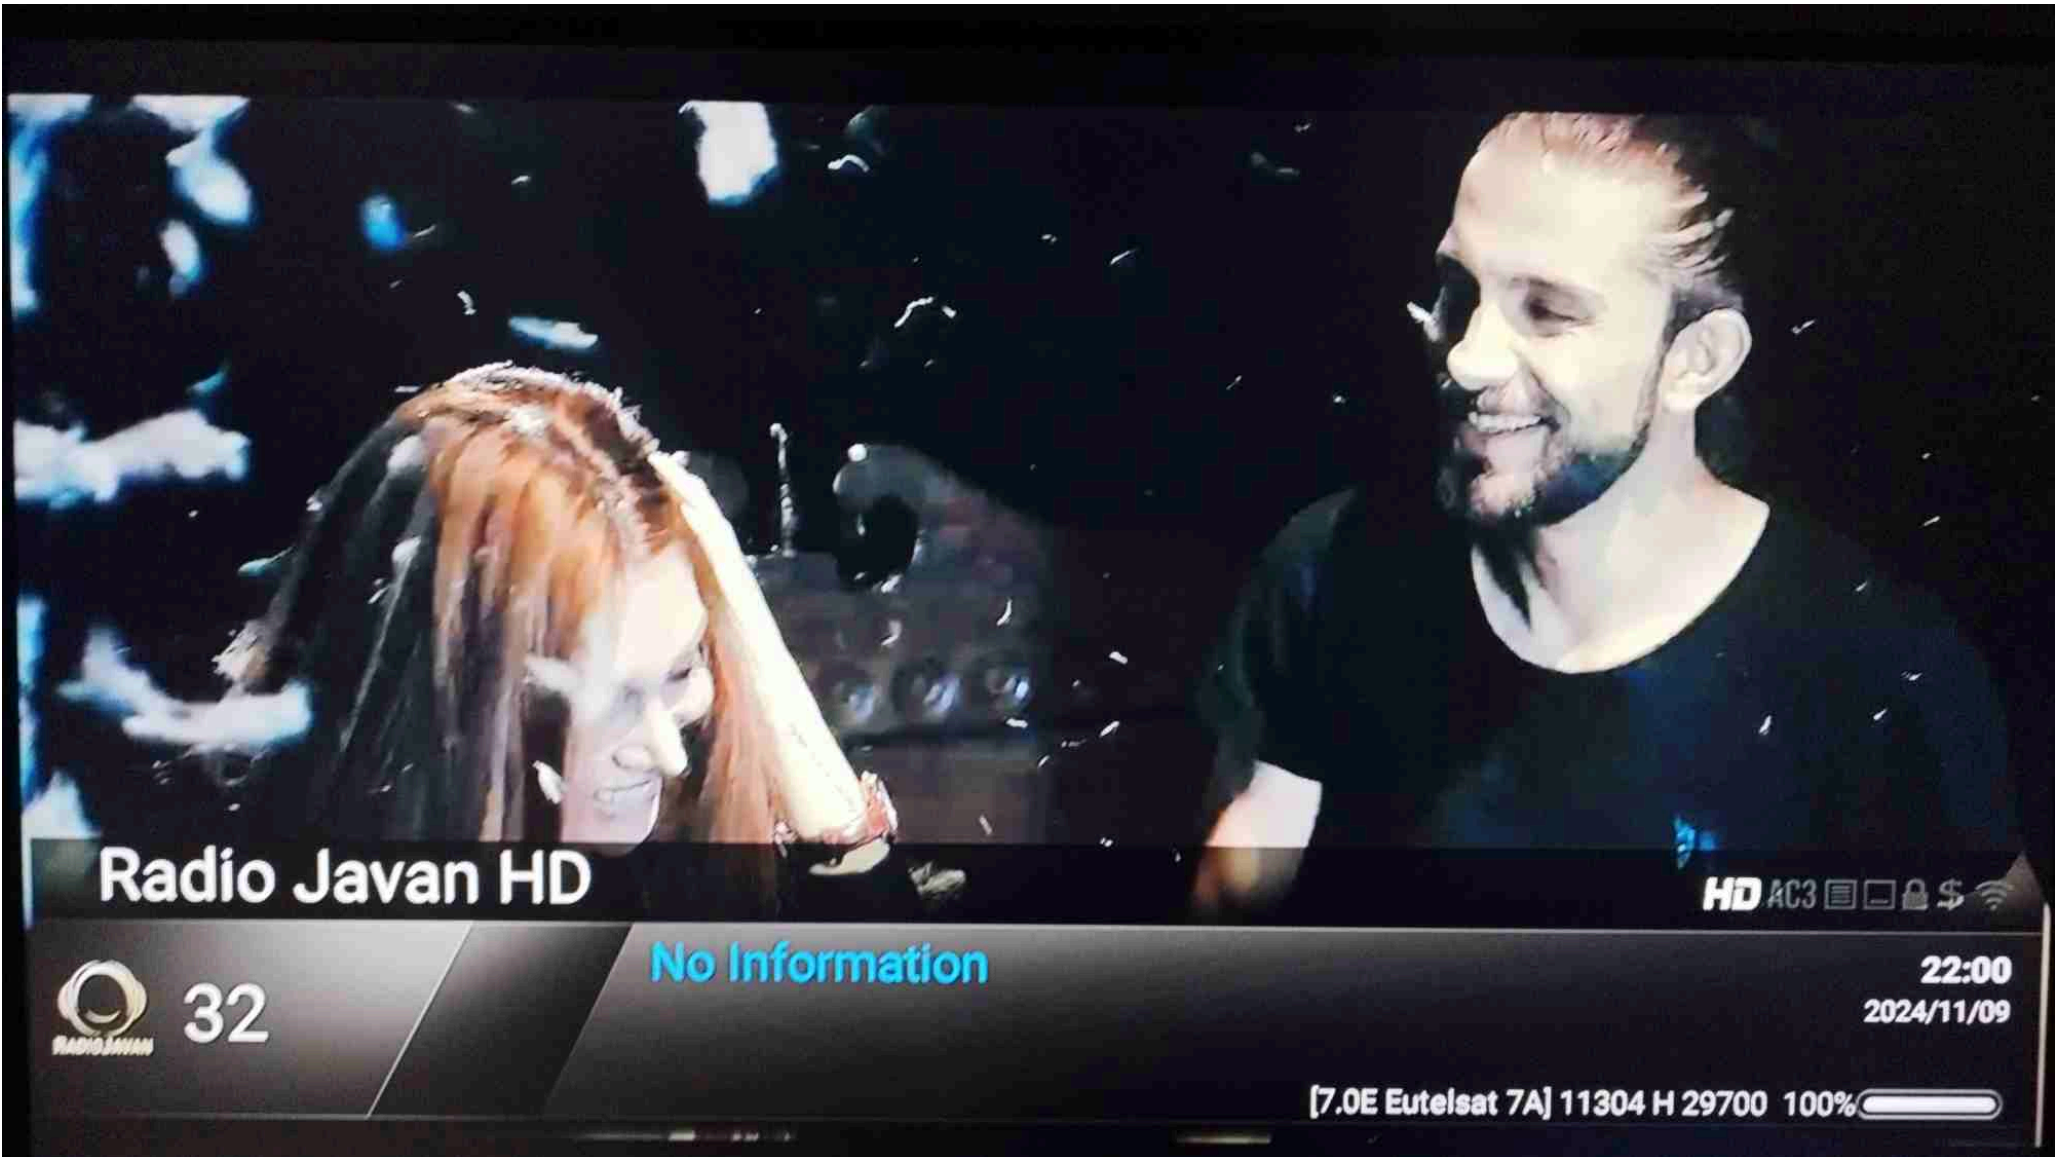 Radio Javan HD
HD AC3 $
RADIOJAVAN
32
No Information
22:00
2024/11/09
[7.0E Eutelsat 7A] 11304 H 29700 100%